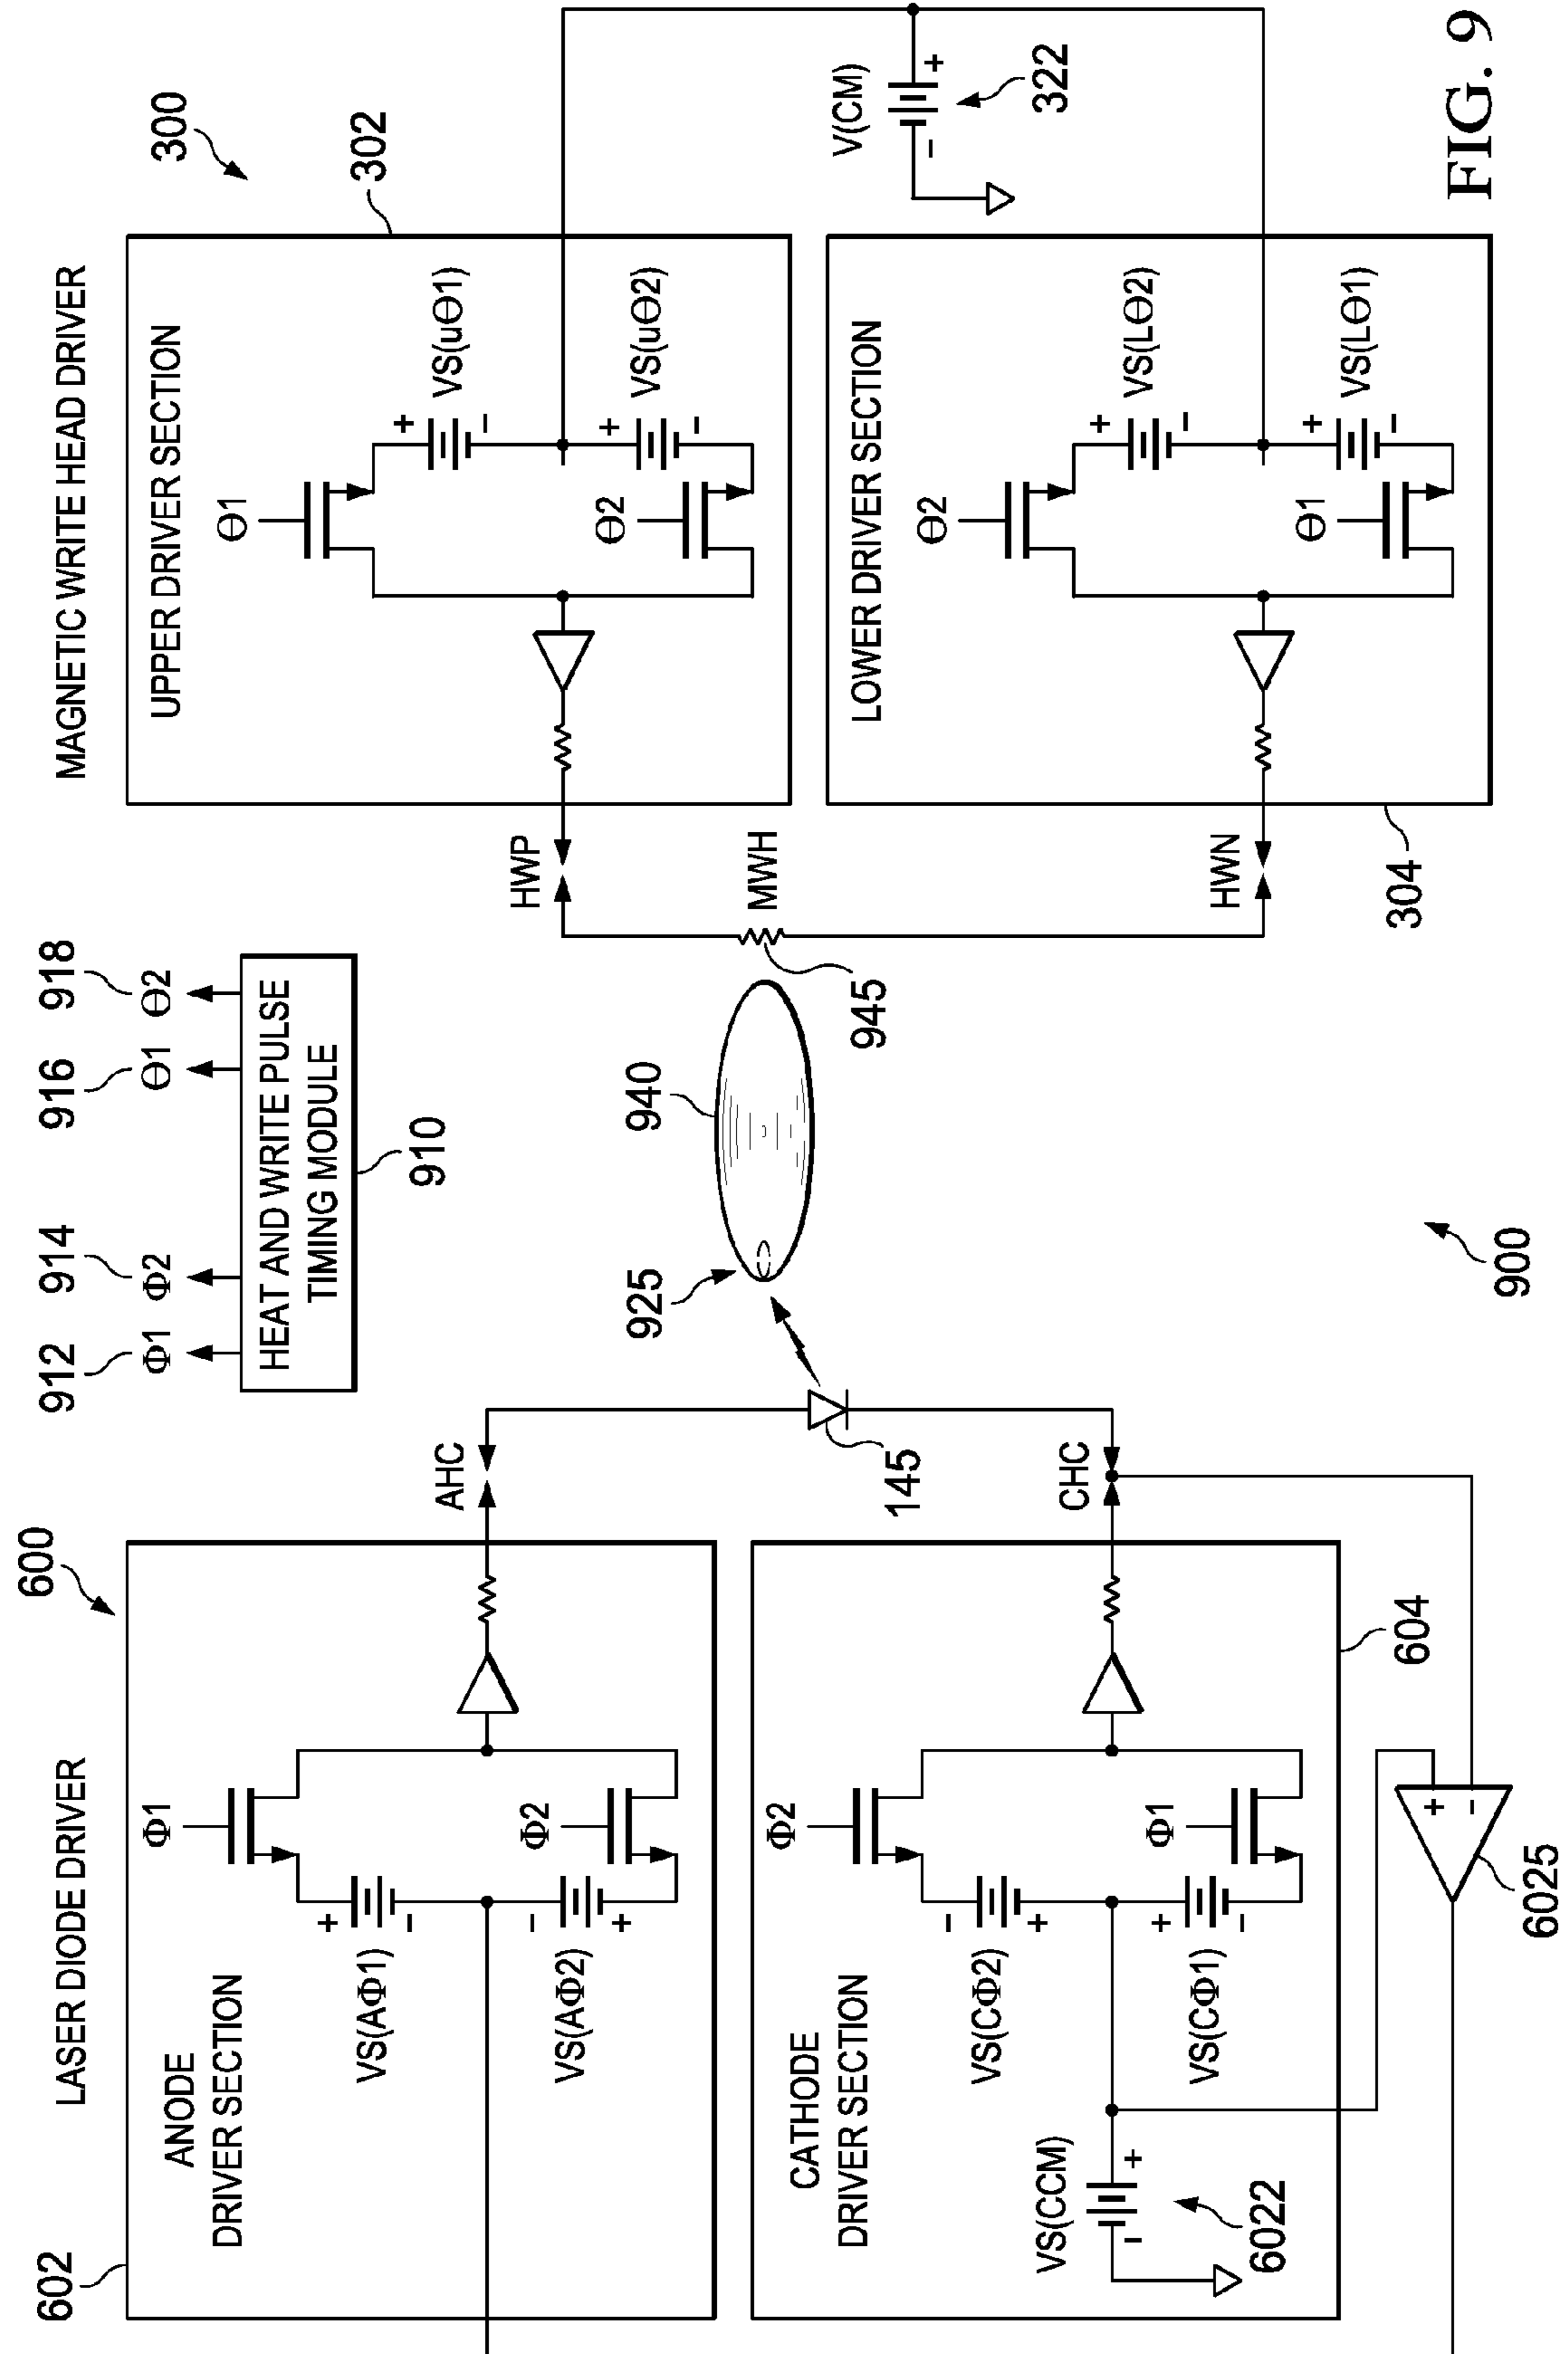 600
LASER DIODE DRIVER
602
ANODE
DRIVER SECTION
Φ1
+
VS(AΦ1)
-
Φ2
-
VS(AΦ2)
+
AHC
CATHODE
DRIVER SECTION
Φ2
-
VS(CΦ2)
+
Φ1
+
VS(CΦ1)
-
VS(CCM)
-
+
6022
CHC
604
+
-
6025
145
912
914
916
918
Φ1
Φ2
Θ1
Θ2
HEAT AND WRITE PULSE
TIMING MODULE
910
925
940
945
900
MAGNETIC WRITE HEAD DRIVER
300
302
UPPER DRIVER SECTION
Θ1
+
VS(uΘ1)
-
Θ2
+
VS(uΘ2)
-
HWP
MWH
LOWER DRIVER SECTION
Θ2
+
VS(LΘ2)
-
Θ1
+
VS(LΘ1)
-
HWN
304
V(CM)
-
+
322
FIG. 9